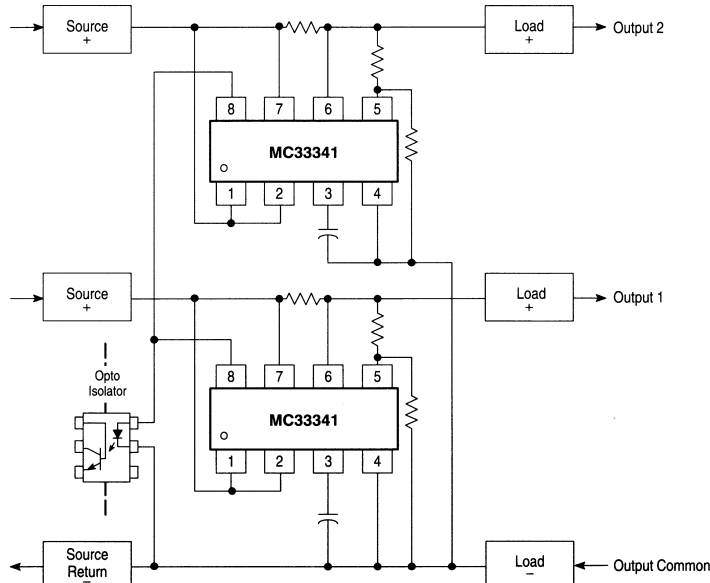 Source
+
Load
+
Output 2
8 7 6 5
MC33341
1 2 3 4
Source
+
Load
+
Output 1
Opto
Isolator
8 7 6 5
MC33341
1 2 3 4
Source
Return
–
Load
–
Output Common